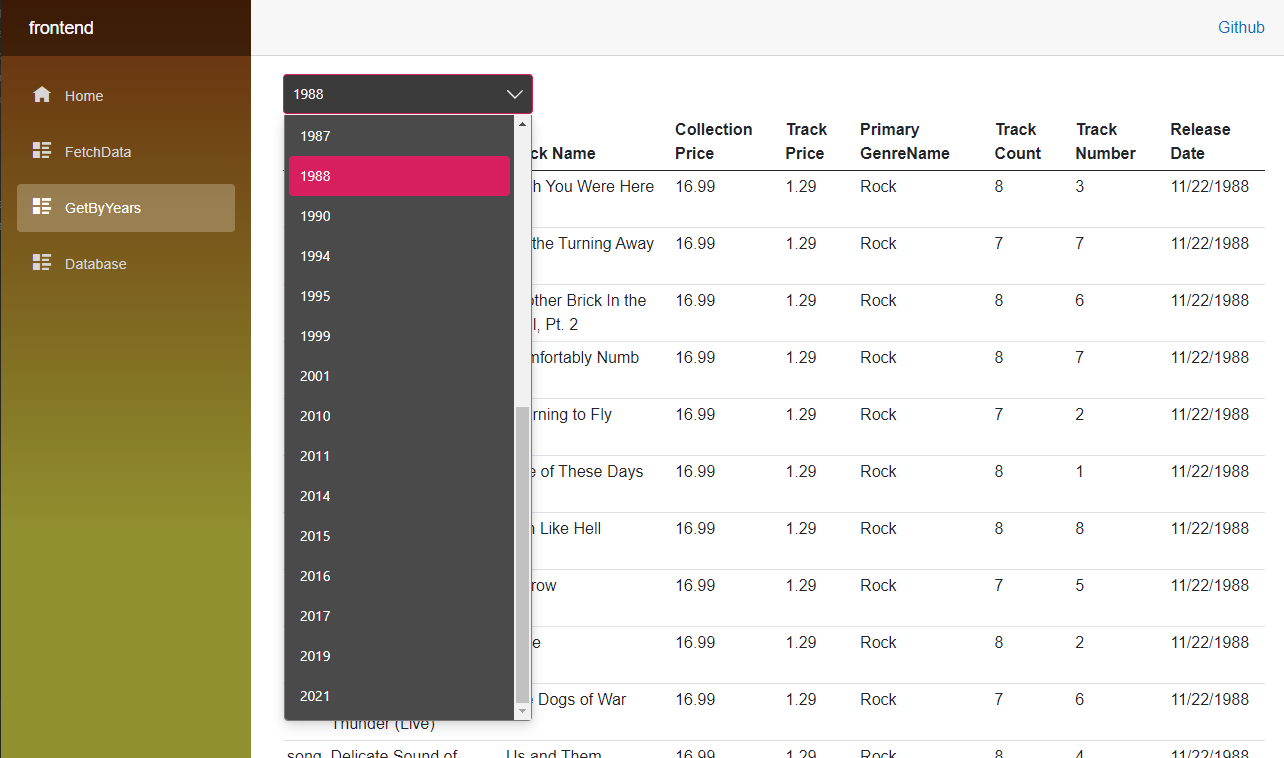 frontend
Github
Home
FetchData
GetByYears
Database
1988
1987
1988
1990
1994
1995
1999
2001
2010
2011
2014
2015
2016
2017
2019
2021
Name Collection Price Track Price Primary GenreName Track Count Track Number Release Date
You Were Here 16.99 1.29 Rock 8 3 11/22/1988
the Turning Away 16.99 1.29 Rock 7 7 11/22/1988
Brick In the 16.99 1.29 Rock 8 6 11/22/1988
Pt. 2
Numb 16.99 1.29 Rock 8 7 11/22/1988
to Fly 16.99 1.29 Rock 7 2 11/22/1988
of These Days 16.99 1.29 Rock 8 1 11/22/1988
Like Hell 16.99 1.29 Rock 8 8 11/22/1988
16.99 1.29 Rock 7 5 11/22/1988
16.99 1.29 Rock 8 2 11/22/1988
Dogs of War 16.99 1.29 Rock 7 6 11/22/1988
Thunder (Live)
song Delicate Sound of Us and Them 16.99 1.29 Rock 8 4 11/22/1988